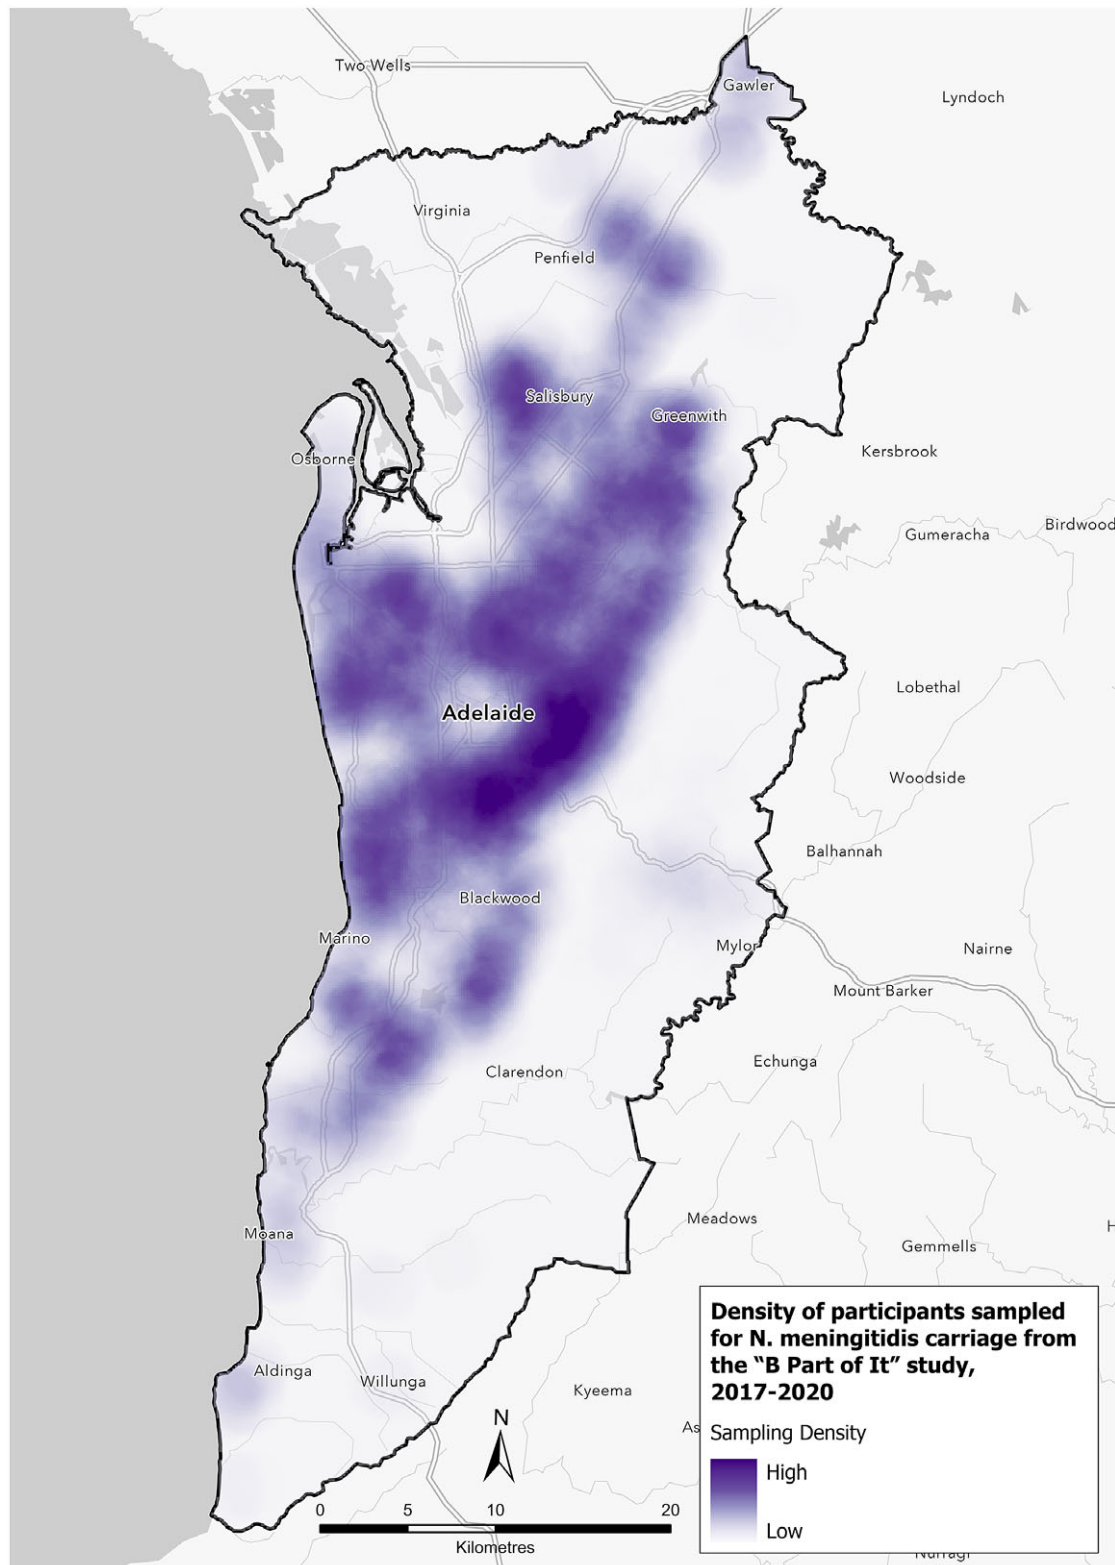 Two Wells
Gawler
Lyndoch
Virginia
Penfield
Salisbury
Greenwith
Osborne
Kersbrook
Gumeracha
Birdwood
Lobethal
Adelaide
Woodside
Balhannah
Blackwood
Marino
Mylor
Nairne
Mount Barker
Echunga
Clarendon
Meadows
Moana
H
Gemmells
Aldinga
Willunga
Kyeema
As
Density of participants sampled
for N. meningitidis carriage from
the “B Part of It” study,
2017-2020
Sampling Density
High
Low
N
0 5 10 20
Kilometres